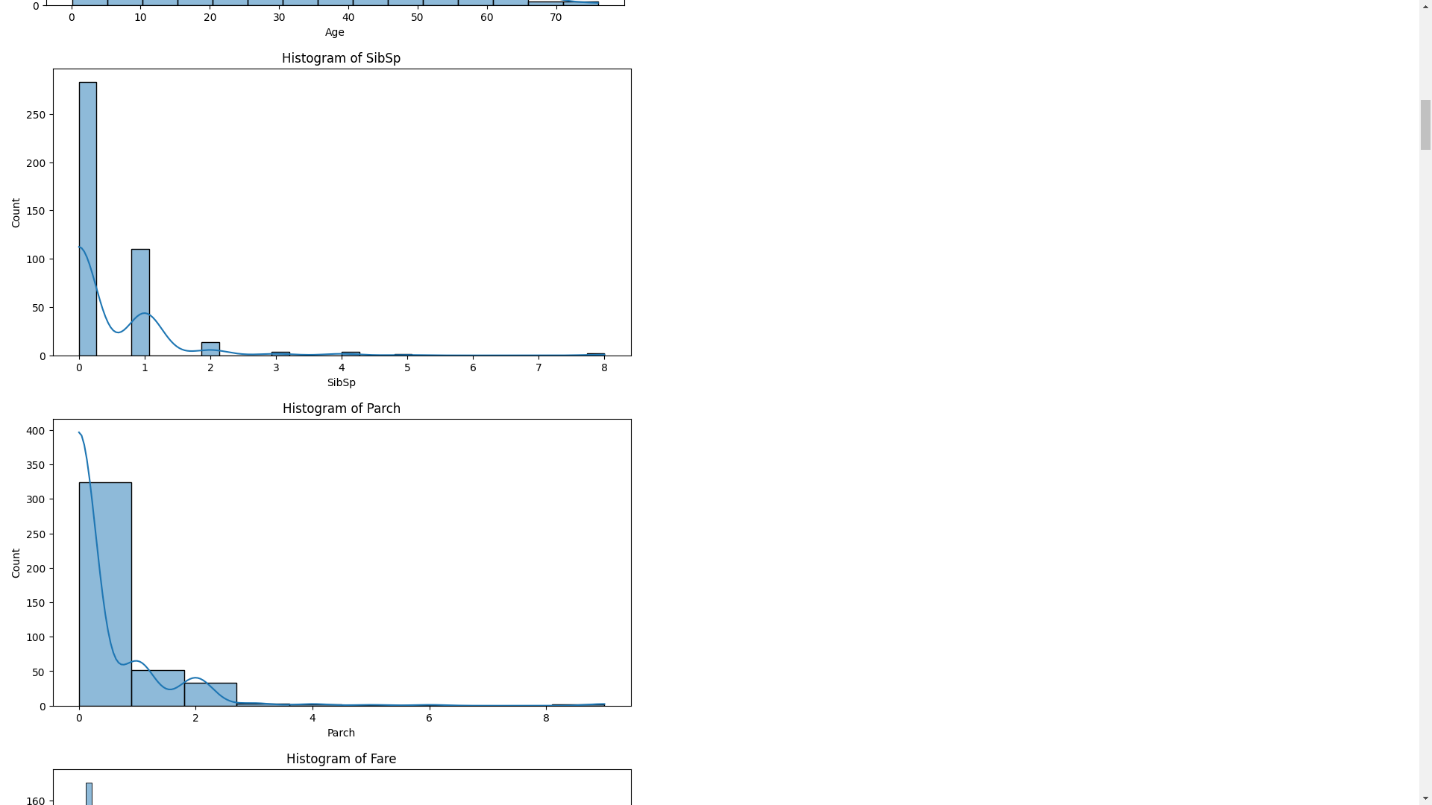 0
0 10 20 30 40 50 60 70
Age
Histogram of SibSp
250
200
150
100
50
0
Count
0 1 2 3 4 5 6 7 8
SibSp
Histogram of Parch
400
350
300
250
200
150
100
50
0
Count
0 2 4 6 8
Parch
Histogram of Fare
160